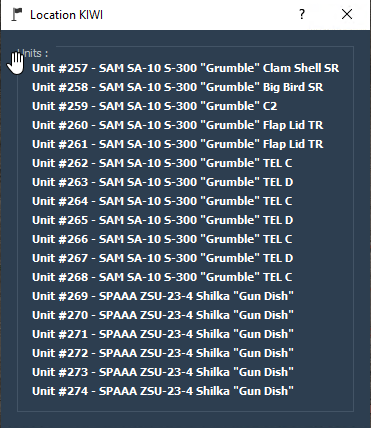 Location KIWI
?
Units :
Unit #257 - SAM SA-10 S-300 "Grumble" Clam Shell SR
Unit #258 - SAM SA-10 S-300 "Grumble" Big Bird SR
Unit #259 - SAM SA-10 S-300 "Grumble" C2
Unit #260 - SAM SA-10 S-300 "Grumble" Flap Lid TR
Unit #261 - SAM SA-10 S-300 "Grumble" Flap Lid TR
Unit #262 - SAM SA-10 S-300 "Grumble" TEL C
Unit #263 - SAM SA-10 S-300 "Grumble" TEL D
Unit #264 - SAM SA-10 S-300 "Grumble" TEL C
Unit #265 - SAM SA-10 S-300 "Grumble" TEL D
Unit #266 - SAM SA-10 S-300 "Grumble" TEL C
Unit #267 - SAM SA-10 S-300 "Grumble" TEL D
Unit #268 - SAM SA-10 S-300 "Grumble" TEL C
Unit #269 - SPAAA ZSU-23-4 Shilka "Gun Dish"
Unit #270 - SPAAA ZSU-23-4 Shilka "Gun Dish"
Unit #271 - SPAAA ZSU-23-4 Shilka "Gun Dish"
Unit #272 - SPAAA ZSU-23-4 Shilka "Gun Dish"
Unit #273 - SPAAA ZSU-23-4 Shilka "Gun Dish"
Unit #274 - SPAAA ZSU-23-4 Shilka "Gun Dish"